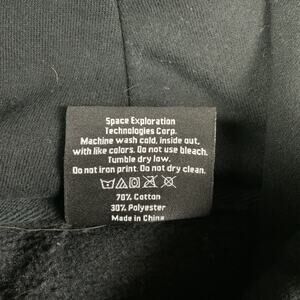 Space Exploration
Technologies Corp.
Machine wash cold, inside out,
with like colors. Do not use bleach.
Tumble dry low.
Do not iron print. Do not dry clean.
70% Cotton
30% Polyester
Made in China